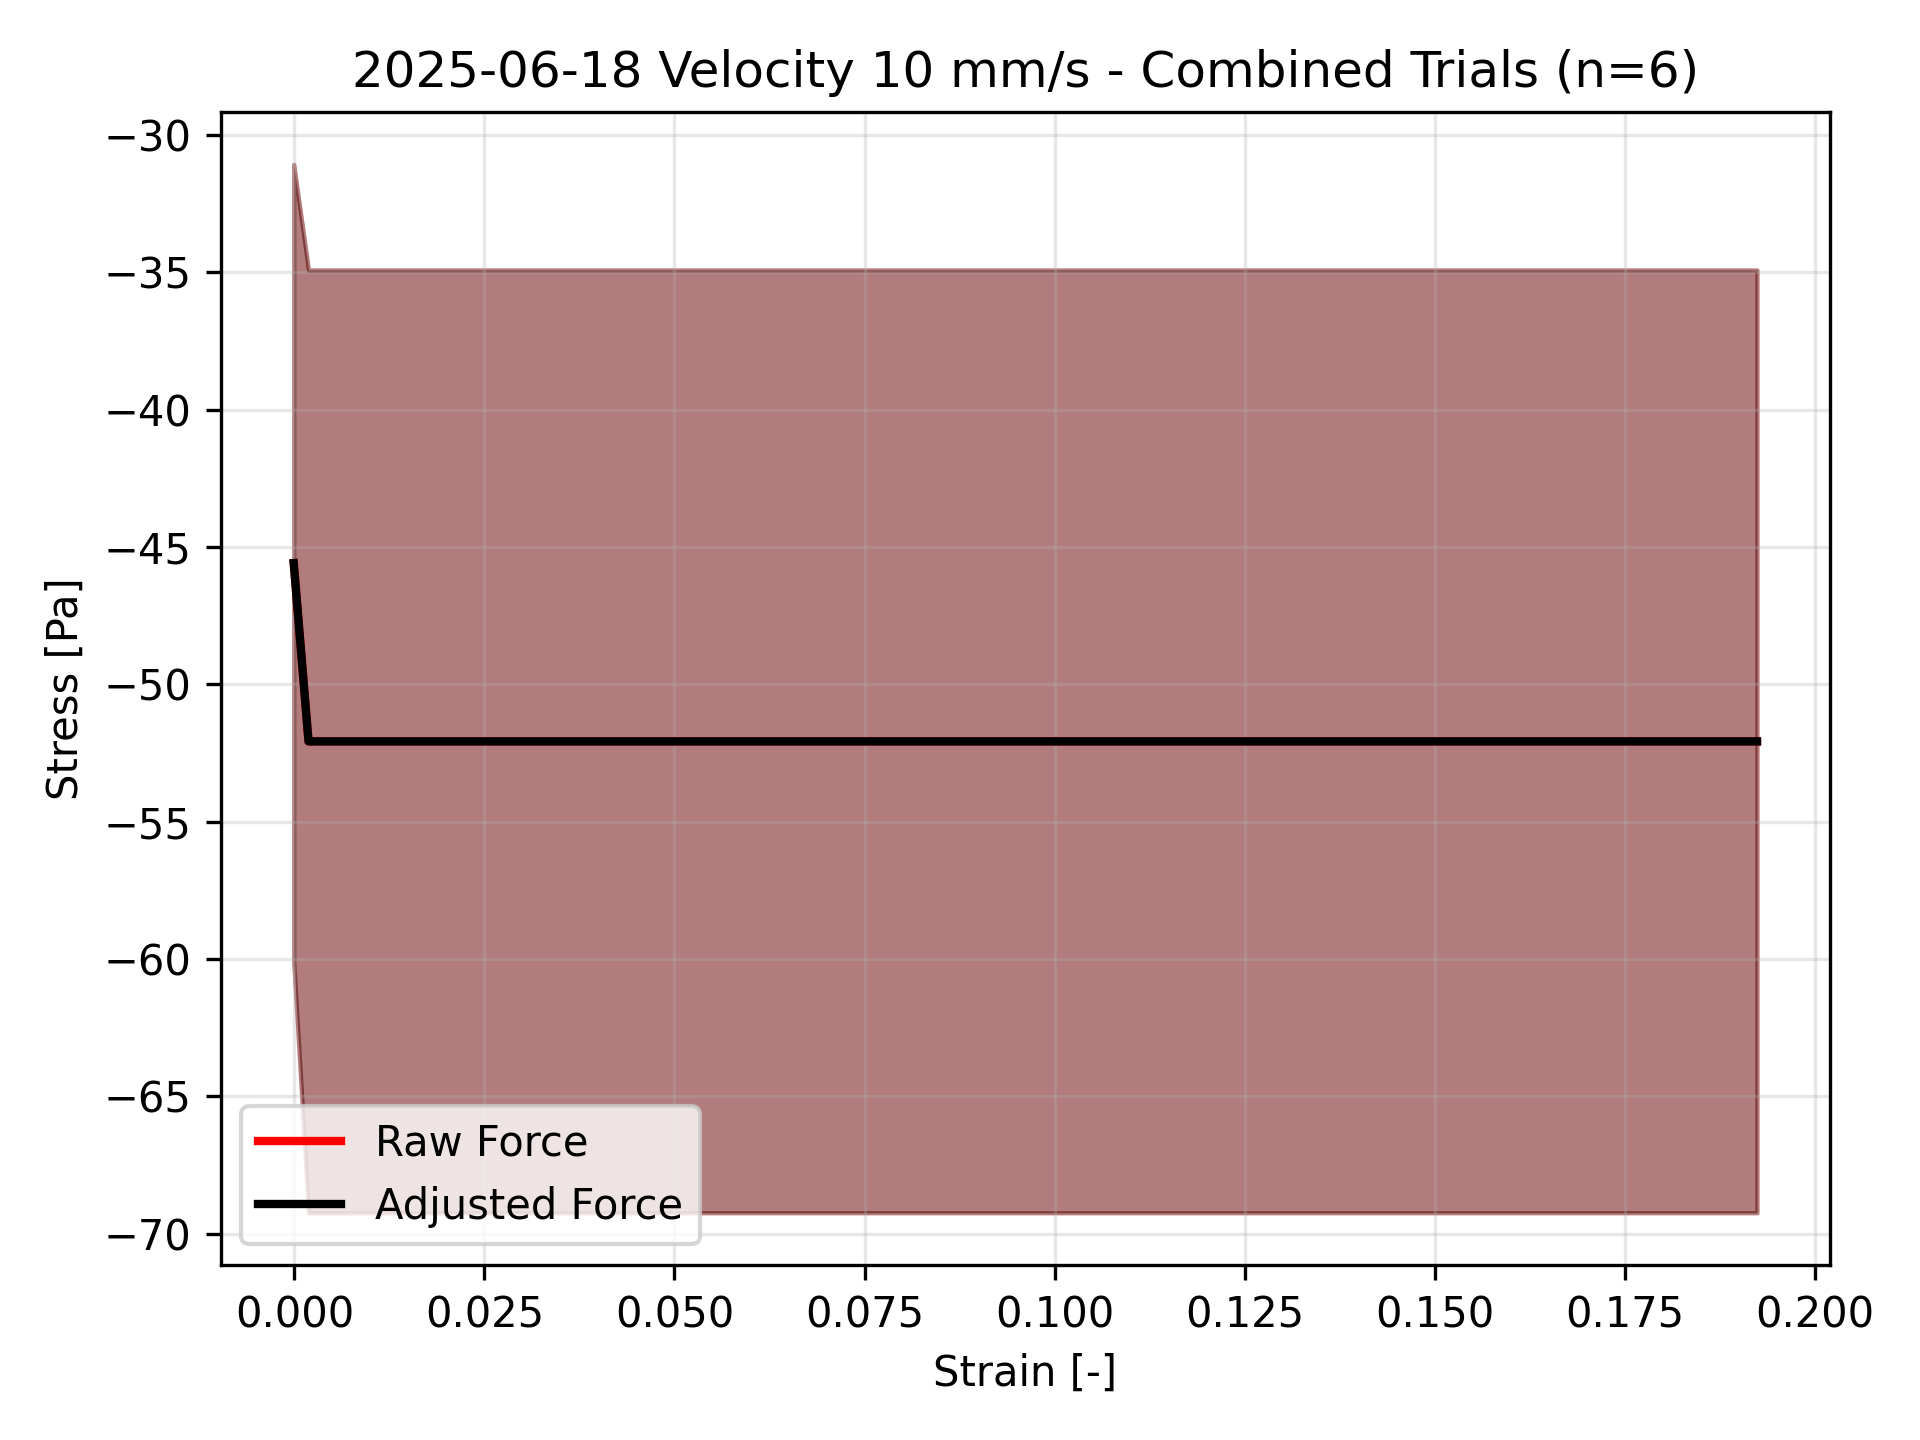 2025-06-18 Velocity 10 mm/s - Combined Trials (n=6)
−30
−35
−40
−45
−50
−55
−60
−65
−70
Stress [Pa]
Raw Force
Adjusted Force
0.000 0.025 0.050 0.075 0.100 0.125 0.150 0.175 0.200
Strain [-]